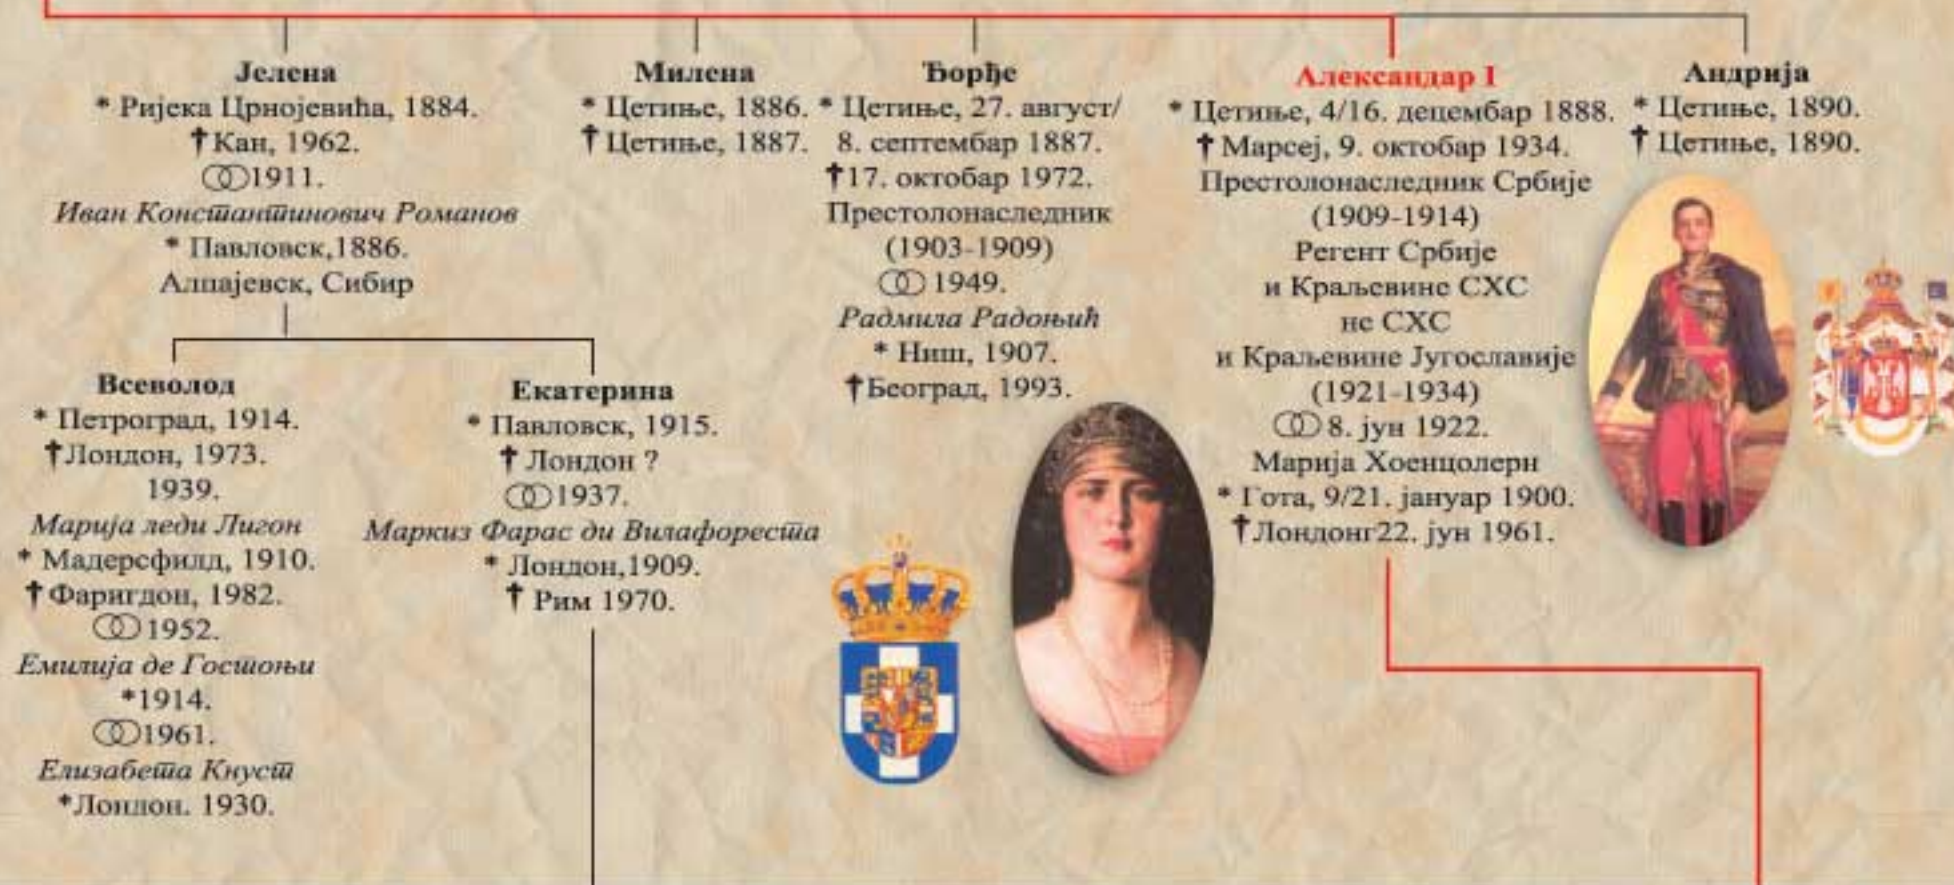 Јелена
* Ријека Црнојевића, 1884.
† Кан, 1962.
⚭ 1911.
Иван Константинович Романов
* Павловск,1886.
Алпајевск, Сибир
Милена
* Цетиње, 1886.
† Цетиње, 1887.
Ђорђе
* Цетиње, 27. август/
8. септембар 1887.
†17. октобар 1972.
Престолонаследник
(1903-1909)
⚭ 1949.
Радмила Радоњић
* Ниш, 1907.
†Београд, 1993.
Александар I
* Цетиње, 4/16. децембар 1888.
† Марсеј, 9. октобар 1934.
Престолонаследник Србије
(1909-1914)
Регент Србије
и Краљевине СХС
не СХС
и Краљевине Југославије
(1921-1934)
⚭ 8. јун 1922.
Марија Хоенцолерн
* Гота, 9/21. јануар 1900.
†Лондонг22. јун 1961.
Андрија
* Цетиње, 1890.
† Цетиње, 1890.
Всеволод
* Петроград, 1914.
†Лондон, 1973.
1939.
Марија леди Лигон
* Мадерсфилд, 1910.
† Фаригдон, 1982.
⚭ 1952.
Емилија де Гостоњи
*1914.
⚭1961.
Елизабета Кнуст
*Лондон. 1930.
Екатерина
* Павловск, 1915.
† Лондон ?
⚭1937.
Маркиз Фарас ди Вилафореста
* Лондон,1909.
† Рим 1970.